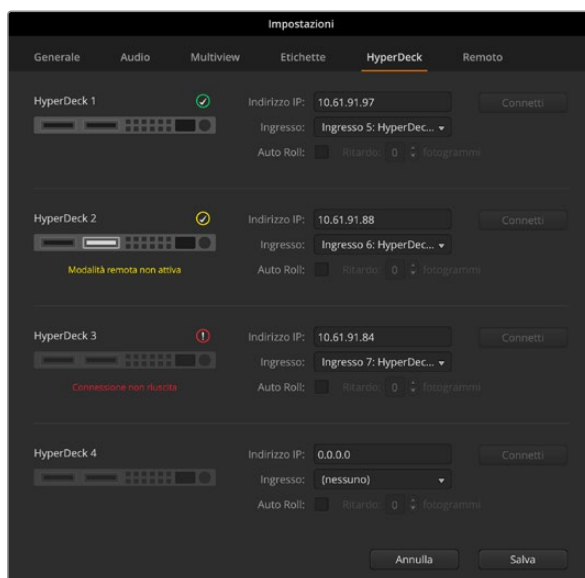 Impostazioni
Generale Audio Multiview Etichette HyperDeck Remoto
HyperDeck 1 Indirizzo IP: 10.61.91.97 Connetti
Ingresso: Ingresso 5: HyperDec...
Auto Roll: Ritardo: 0 fotogrammi
HyperDeck 2 Indirizzo IP: 10.61.91.88 Connetti
Ingresso: Ingresso 6: HyperDec...
Modalità remota non attiva Auto Roll: Ritardo: 0 fotogrammi
HyperDeck 3 Indirizzo IP: 10.61.91.84 Connetti
Ingresso: Ingresso 7: HyperDec...
Connessione non riuscita Auto Roll: Ritardo: 0 fotogrammi
HyperDeck 4 Indirizzo IP: 0.0.0.0 Connetti
Ingresso: (nessuno)
Auto Roll: Ritardo: 0 fotogrammi
Annulla Salva